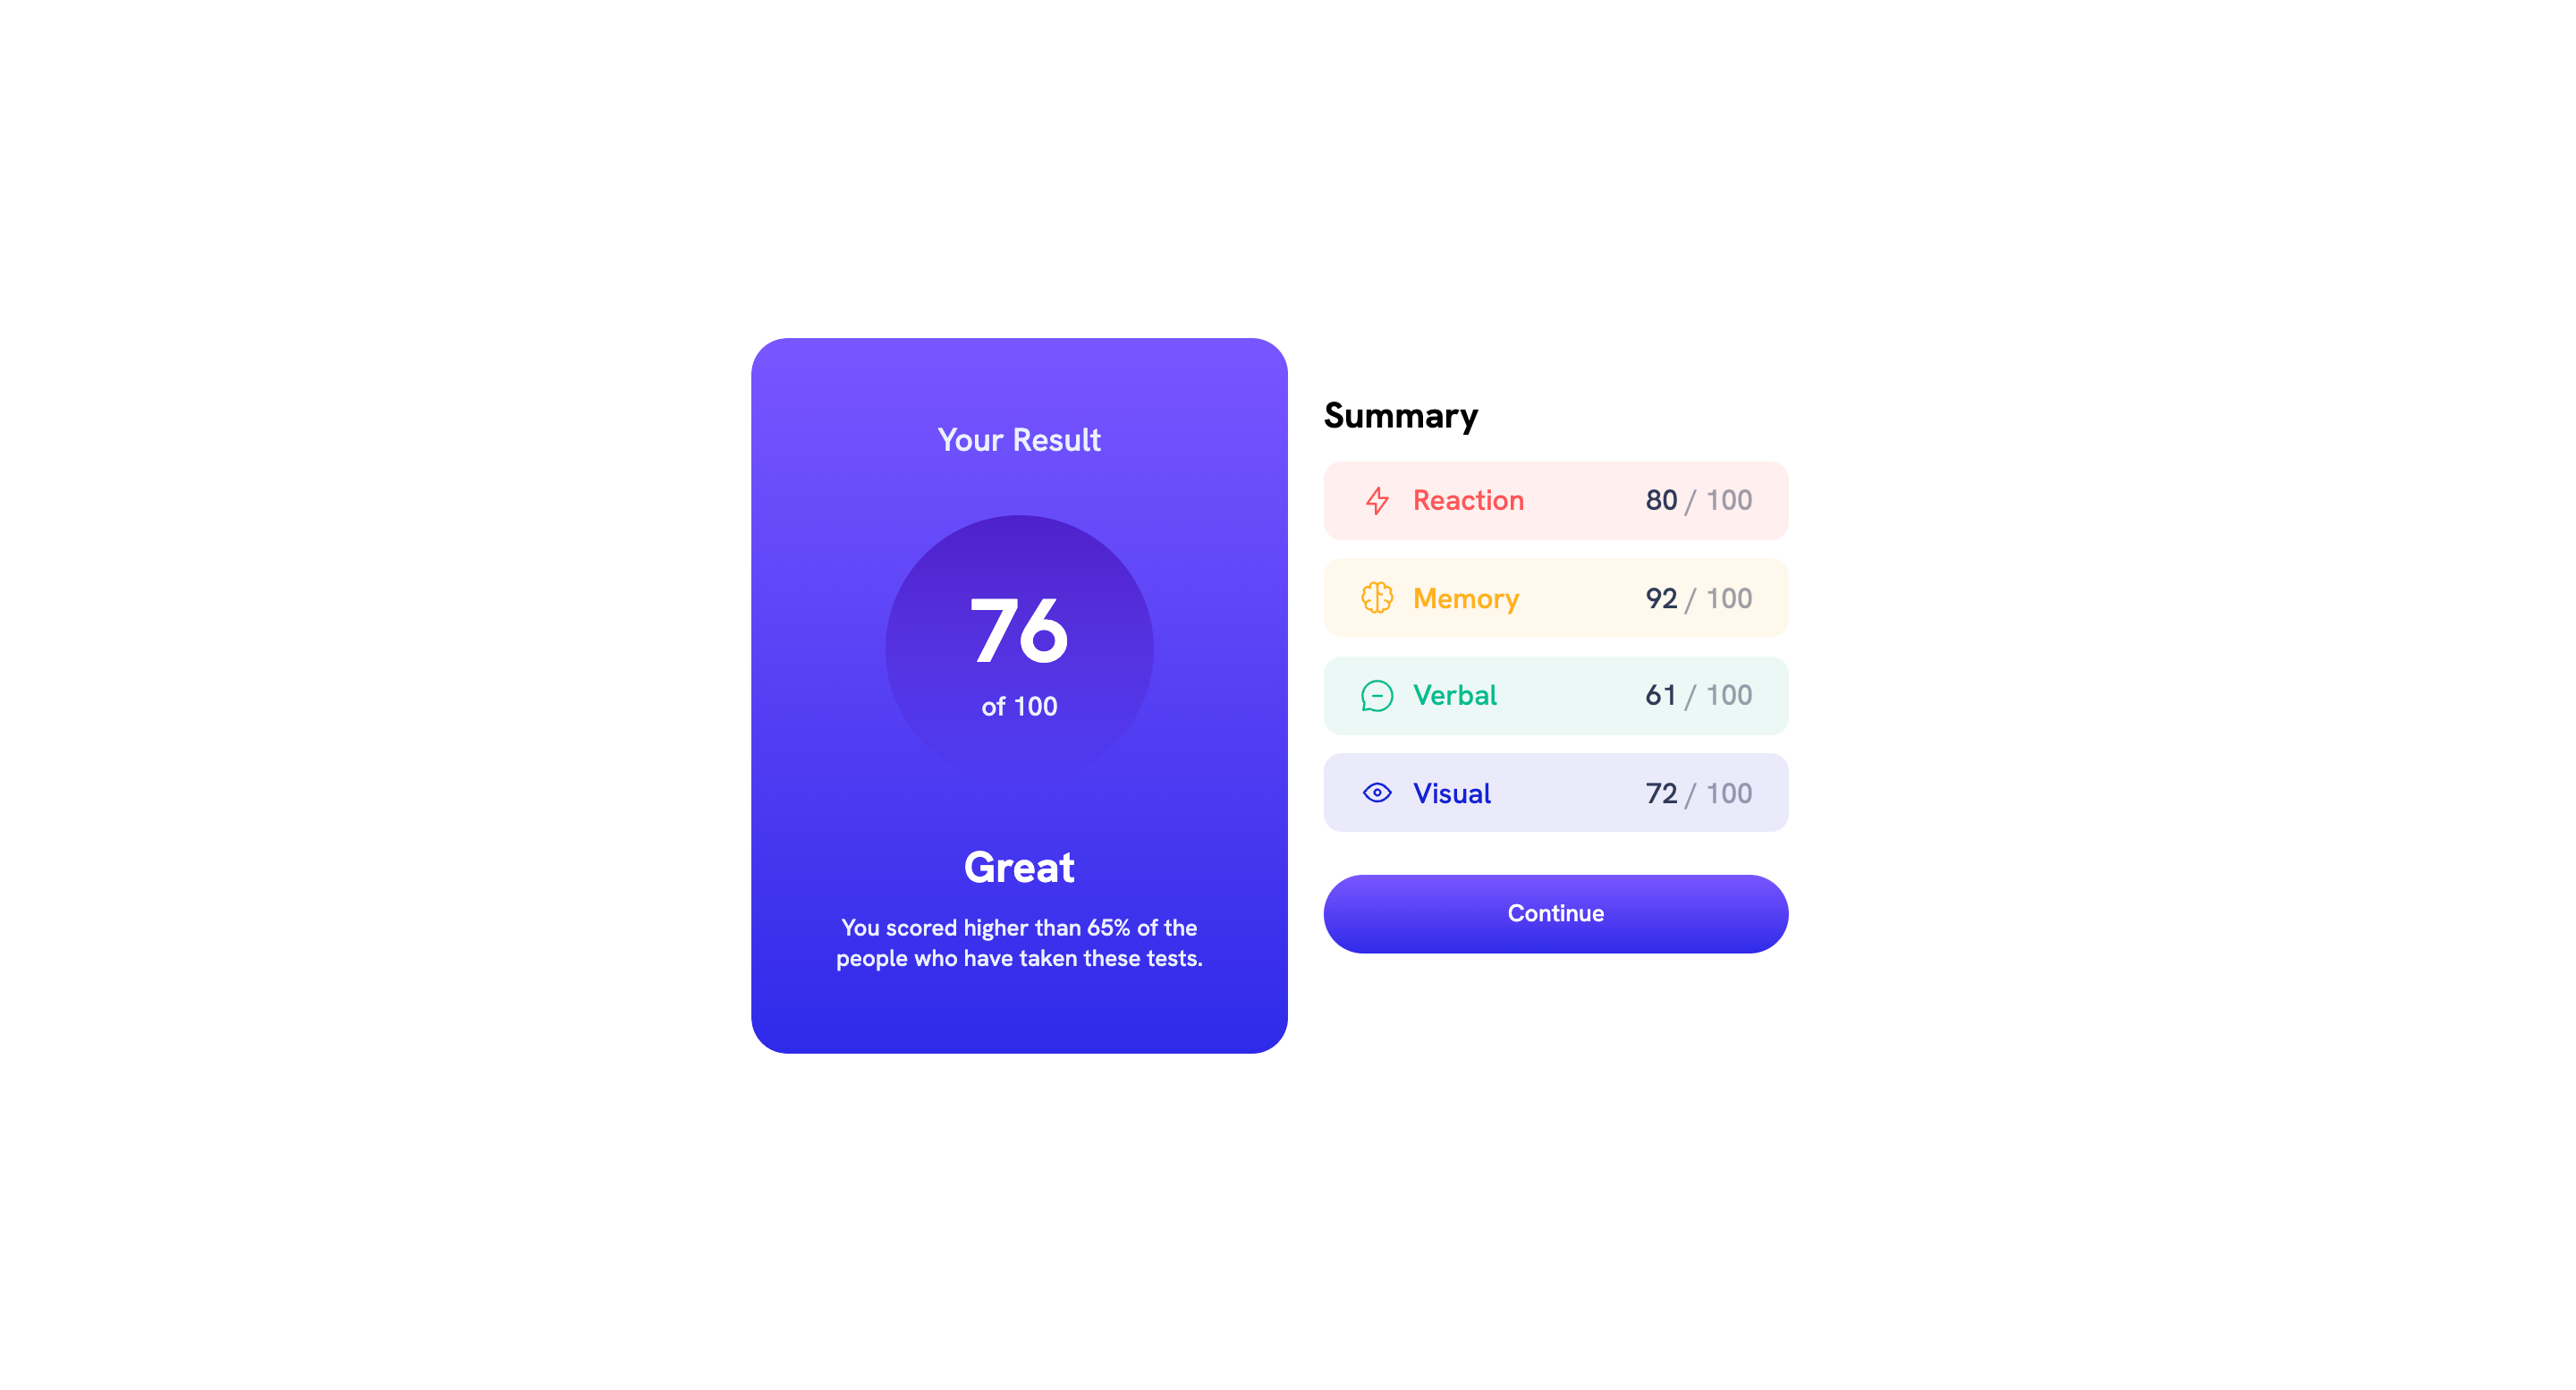 Your Result
76
of 100
Great
You scored higher than 65% of the
people who have taken these tests.
Summary
Reaction 80 / 100
Memory 92 / 100
Verbal 61 / 100
Visual 72 / 100
Continue